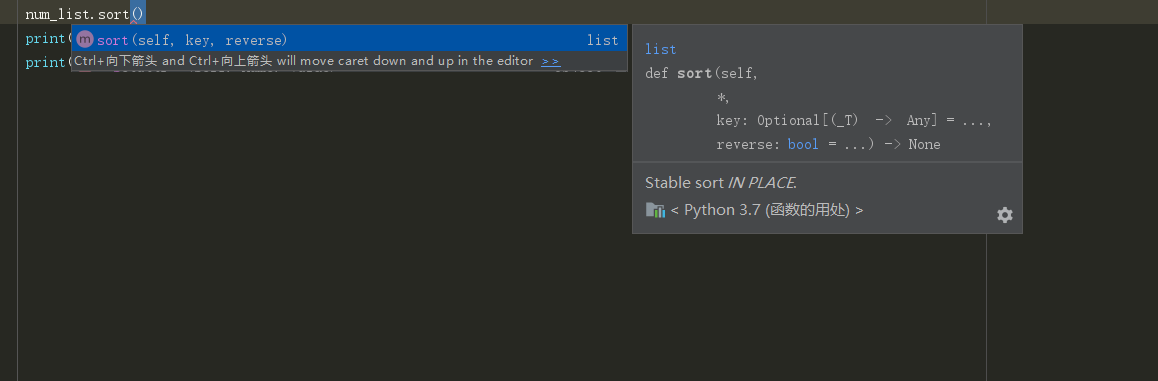 num_list.sort()
print(
m sort(self, key, reverse) list
print(
Ctrl+向下箭头 and Ctrl+向上箭头 will move caret down and up in the editor >>
list
def sort(self,
*,
key: Optional[(_T) -> Any] = ...,
reverse: bool = ...) -> None
Stable sort IN PLACE.
< Python 3.7 (函数的用处) >